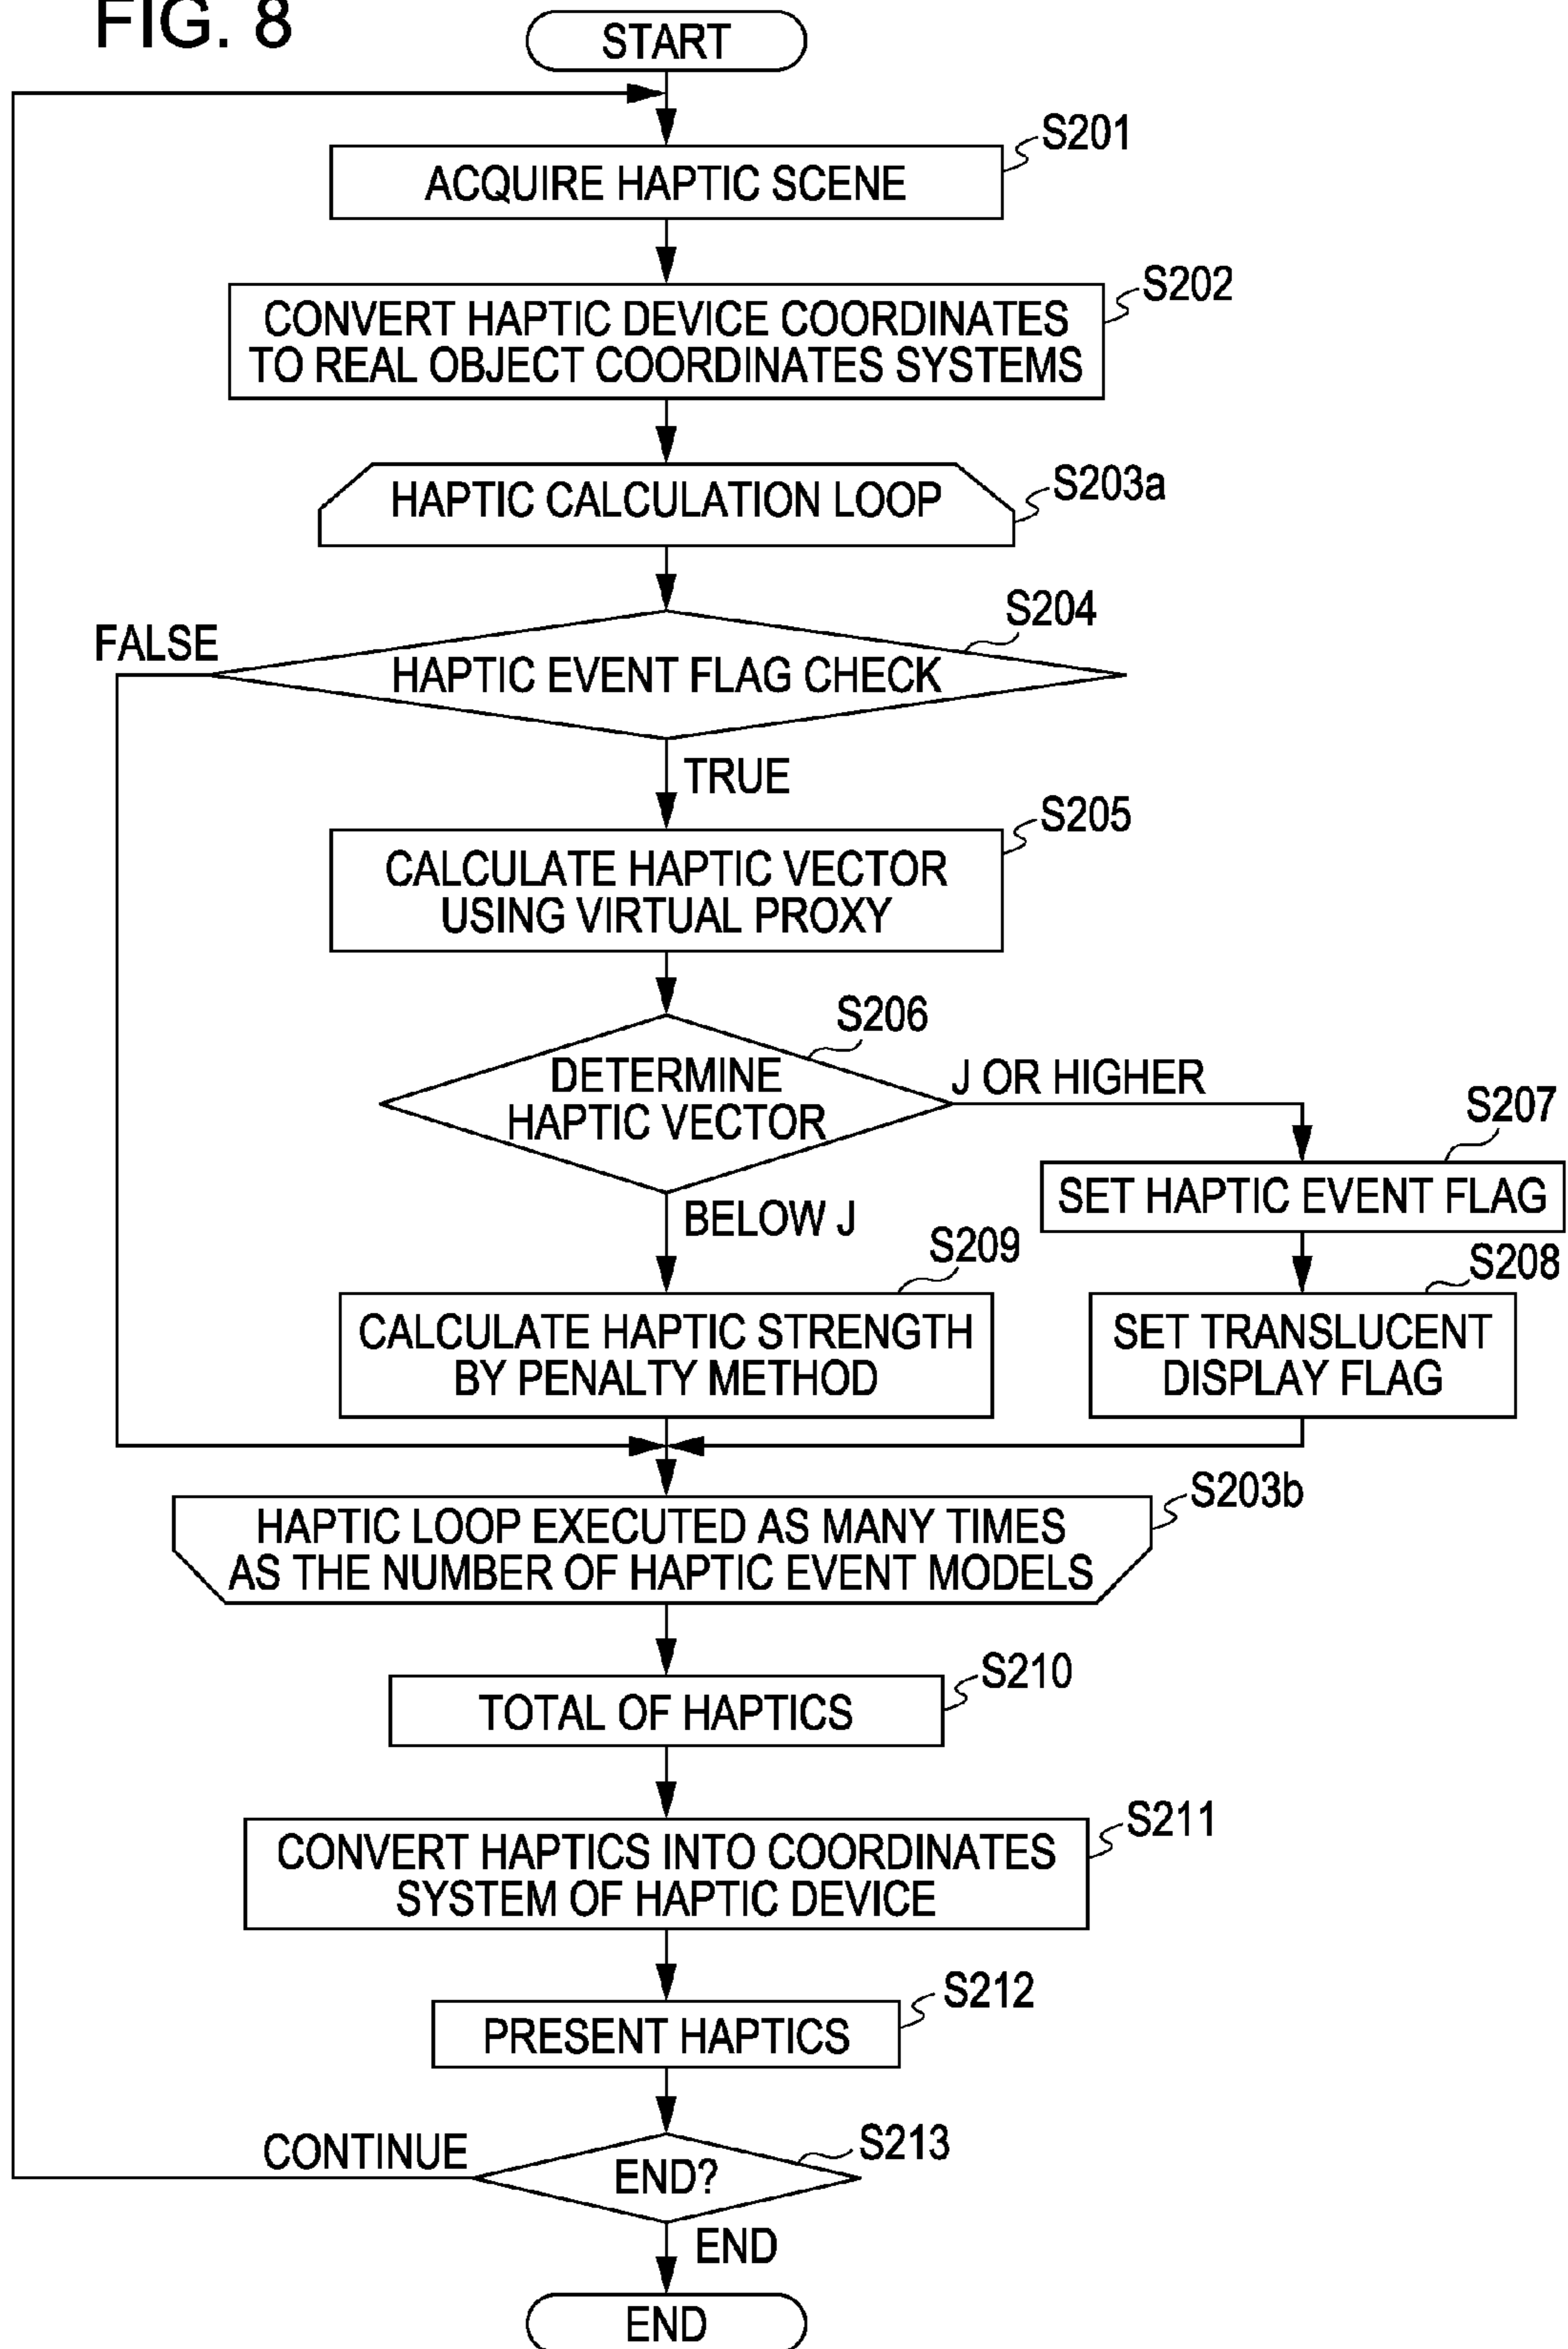 FIG. 8
START
S201
ACQUIRE HAPTIC SCENE
S202
CONVERT HAPTIC DEVICE COORDINATES
TO REAL OBJECT COORDINATES SYSTEMS
S203a
HAPTIC CALCULATION LOOP
S204
FALSE
HAPTIC EVENT FLAG CHECK
TRUE
S205
CALCULATE HAPTIC VECTOR
USING VIRTUAL PROXY
S206
DETERMINE
HAPTIC VECTOR
J OR HIGHER
S207
SET HAPTIC EVENT FLAG
BELOW J
S209
CALCULATE HAPTIC STRENGTH
BY PENALTY METHOD
S208
SET TRANSLUCENT
DISPLAY FLAG
S203b
HAPTIC LOOP EXECUTED AS MANY TIMES
AS THE NUMBER OF HAPTIC EVENT MODELS
S210
TOTAL OF HAPTICS
S211
CONVERT HAPTICS INTO COORDINATES
SYSTEM OF HAPTIC DEVICE
S212
PRESENT HAPTICS
S213
CONTINUE
END?
END
END